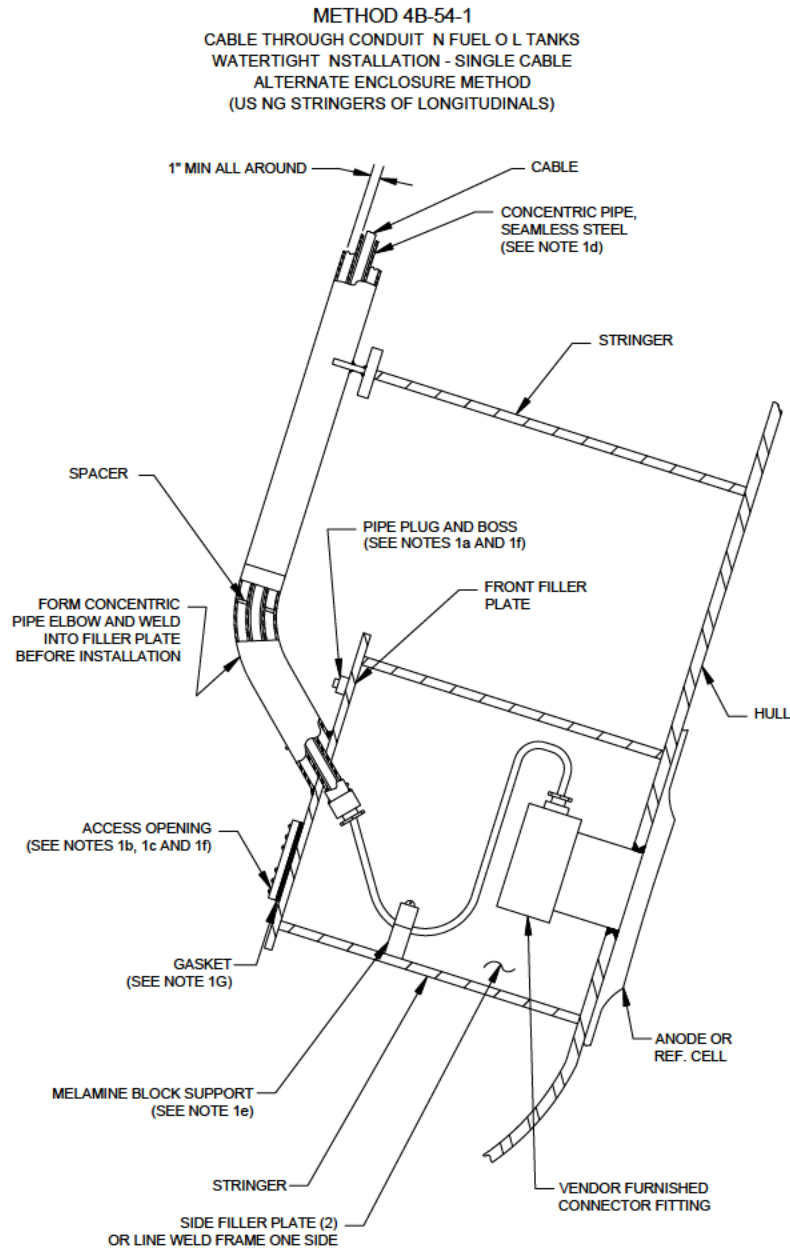 METHOD 4B-54-1
CABLE THROUGH CONDUIT N FUEL O L TANKS
WATERTIGHT NSTALLATION - SINGLE CABLE
ALTERNATE ENCLOSURE METHOD
(US NG STRINGERS OF LONGITUDINALS)
1" MIN ALL AROUND
CABLE
CONCENTRIC PIPE,
SEAMLESS STEEL
(SEE NOTE 1d)
STRINGER
SPACER
PIPE PLUG AND BOSS
(SEE NOTES 1a AND 1f)
FRONT FILLER
PLATE
FORM CONCENTRIC
PIPE ELBOW AND WELD
INTO FILLER PLATE
BEFORE INSTALLATION
HULL
ACCESS OPENING
(SEE NOTES 1b, 1c AND 1f)
GASKET
(SEE NOTE 1G)
ANODE OR
REF. CELL
MELAMINE BLOCK SUPPORT
(SEE NOTE 1e)
STRINGER
VENDOR FURNISHED
CONNECTOR FITTING
SIDE FILLER PLATE (2)
OR LINE WELD FRAME ONE SIDE